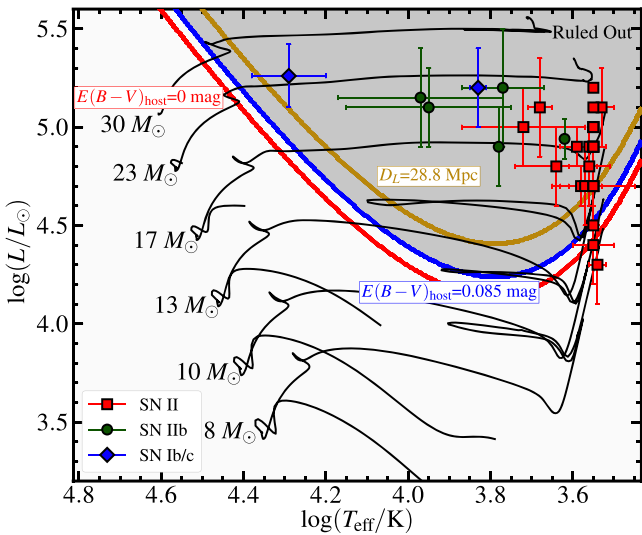 Ruled Out
E(B−V)host=0 mag
30 M⊙
23 M⊙
D_L=28.8 Mpc
17 M⊙
E(B−V)host=0.085 mag
13 M⊙
10 M⊙
8 M⊙
SN II
SN IIb
SN Ib/c
5.5
5.0
4.5
4.0
3.5
log(L/L⊙)
4.8 4.6 4.4 4.2 4.0 3.8 3.6
log(Teff/K)